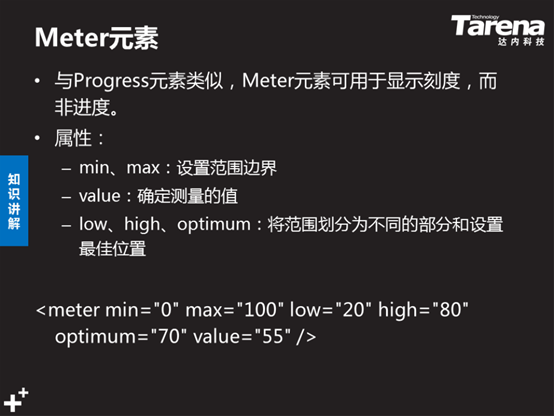 Meter元素
Technology
Tarena
达内科技
• 与Progress元素类似，Meter元素可用于显示刻度，而
非进度。
• 属性：
– min、max：设置范围边界
– value：确定测量的值
– low、high、optimum：将范围划分为不同的部分和设置
最佳位置
知识讲解
<meter min="0" max="100" low="20" high="80"
optimum="70" value="55" />